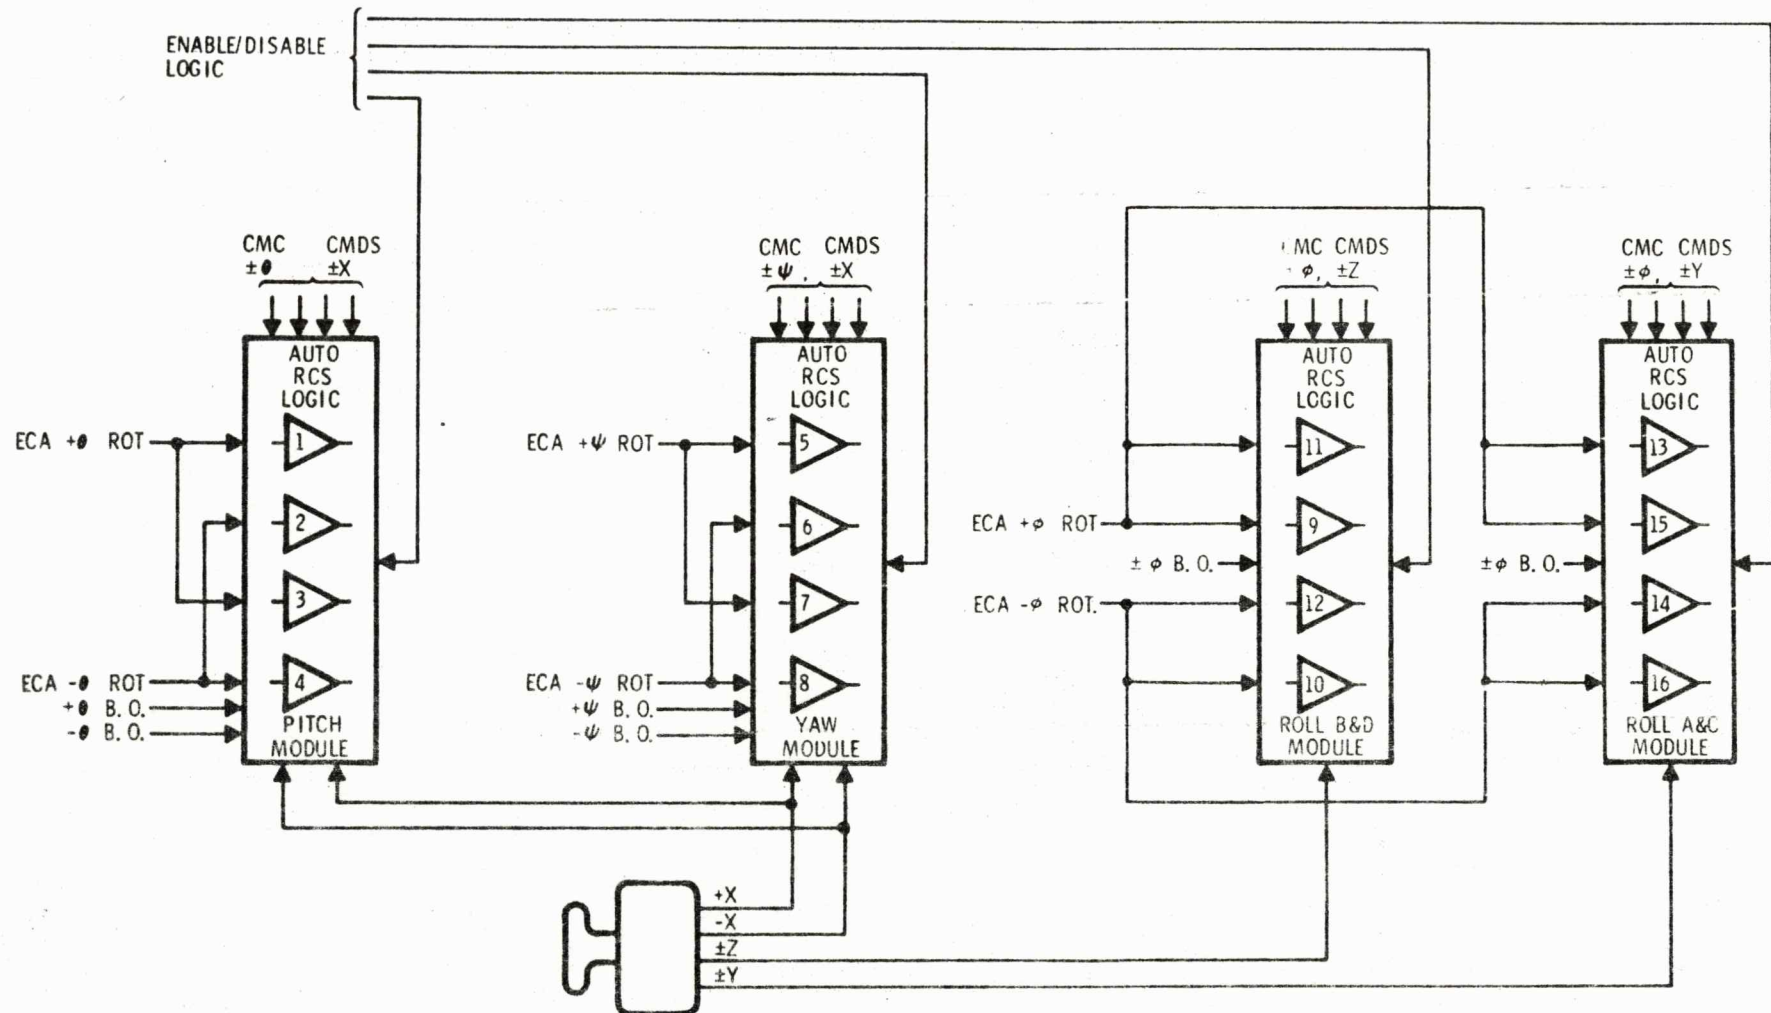 ENABLE/DISABLE
LOGIC
CMC CMDS
±θ ±X
AUTO
RCS
LOGIC
1
2
3
4
PITCH
MODULE
ECA +θ ROT
ECA -θ ROT
+θ B.O.
-θ B.O.
CMC CMDS
±ψ, ±X
AUTO
RCS
LOGIC
5
6
7
8
YAW
MODULE
ECA +ψ ROT
ECA -ψ ROT
+ψ B.O.
-ψ B.O.
MC CMDS
φ, ±Z
AUTO
RCS
LOGIC
11
9
12
10
ROLL B&D
MODULE
ECA +φ ROT
±φ B.O.
ECA -φ ROT.
CMC CMDS
±φ, ±Y
AUTO
RCS
LOGIC
13
15
14
16
ROLL A&C
MODULE
±φ B.O.
+X
-X
±Z
±Y